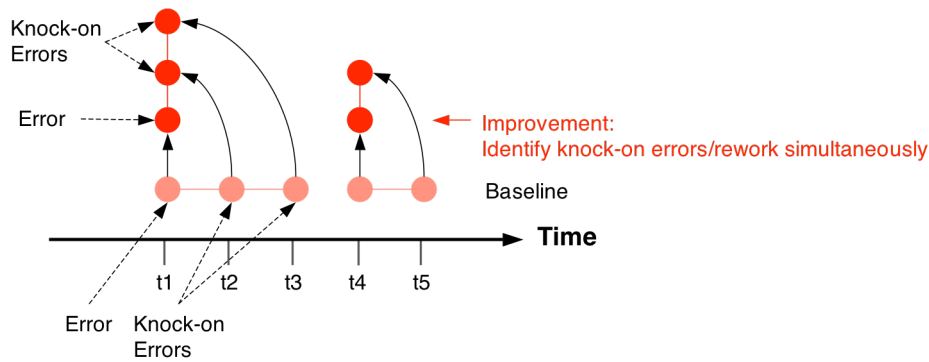 Knock-on
Errors
Error
Improvement:
Identify knock-on errors/rework simultaneously
Baseline
Time
t1 t2 t3 t4 t5
Error
Knock-on
Errors